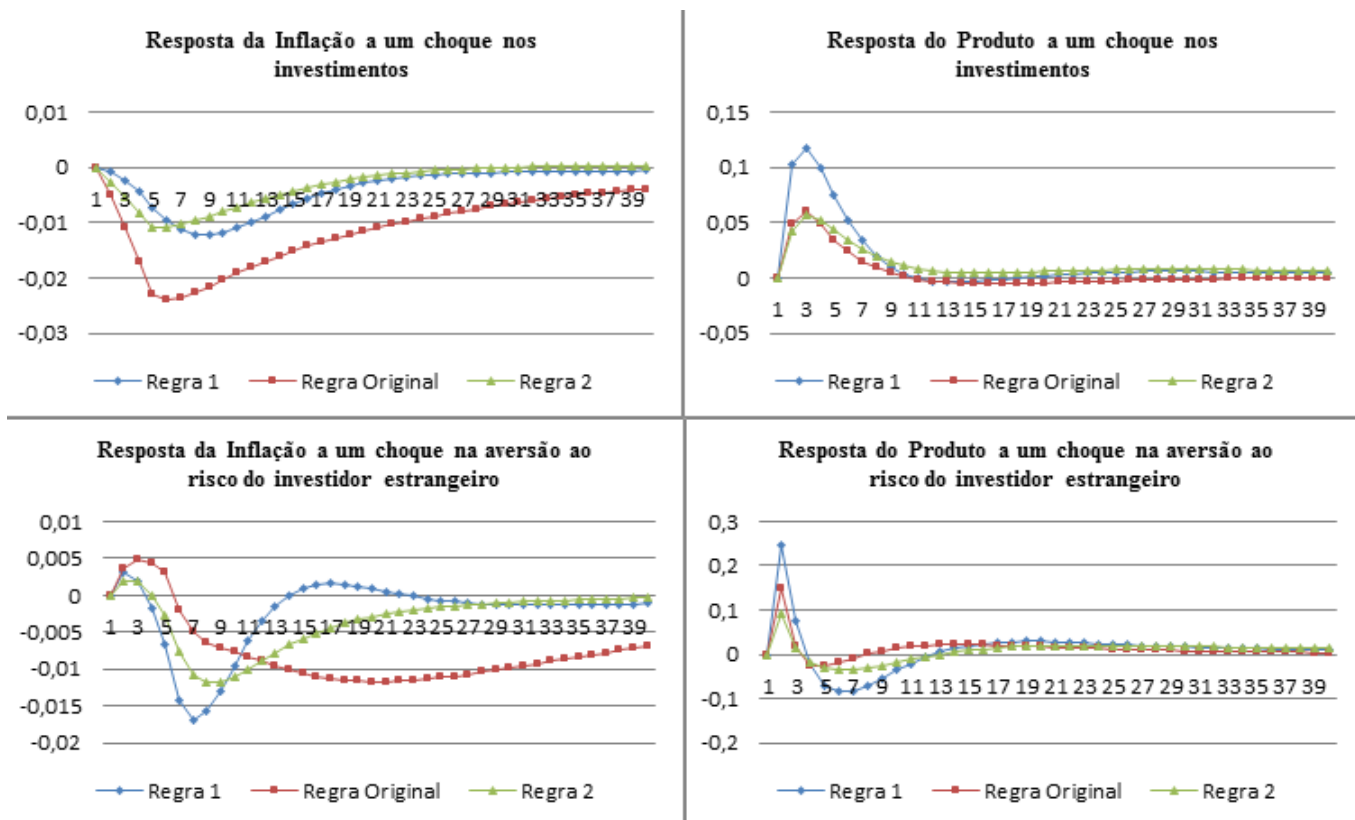 Resposta da Inflação a um choque nos
investimentos
0,01
0
-0,01
-0,02
-0,03
1 3 5 7 9 11 13 15 17 19 21 23 25 27 29 31 33 35 37 39
Regra 1 Regra Original Regra 2
Resposta do Produto a um choque nos
investimentos
0,15
0,1
0,05
0
-0,05
1 3 5 7 9 11 13 15 17 19 21 23 25 27 29 31 33 35 37 39
Regra 1 Regra Original Regra 2
Resposta da Inflação a um choque na aversão ao
risco do investidor estrangeiro
0,01
0,005
0
-0,005
-0,01
-0,015
-0,02
1 3 5 7 9 11 13 15 17 19 21 23 25 27 29 31 33 35 37 39
Regra 1 Regra Original Regra 2
Resposta do Produto a um choque na aversão ao
risco do investidor estrangeiro
0,3
0,2
0,1
0
-0,1
-0,2
1 3 5 7 9 11 13 15 17 19 21 23 25 27 29 31 33 35 37 39
Regra 1 Regra Original Regra 2